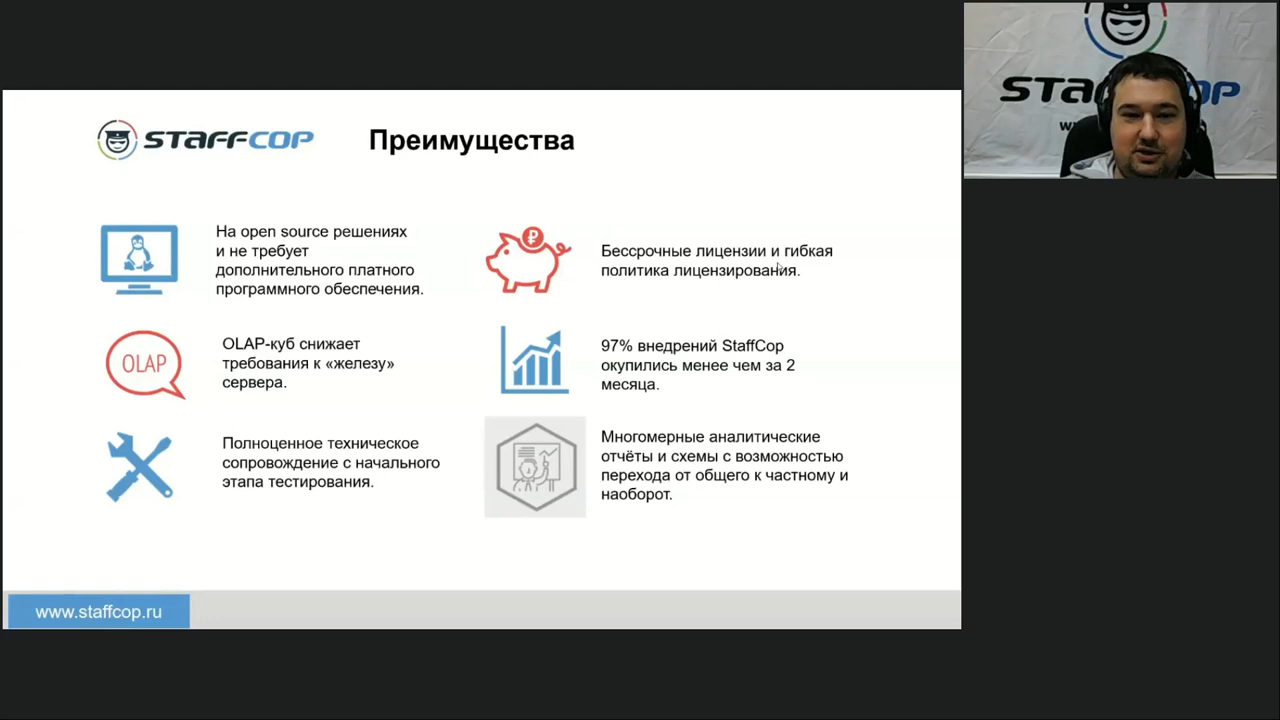 STAFFCOP
Преимущества
На open source решениях
и не требует
дополнительного платного
программного обеспечения.
OLAP
OLAP-куб снижает
требования к «железу»
сервера.
Полноценное техническое
сопровождение с начального
этапа тестирования.
₽
Бессрочные лицензии и гибкая
политика лицензирования.
97% внедрений StaffCop
окупились менее чем за 2
месяца.
Многомерные аналитические
отчёты и схемы с возможностью
перехода от общего к частному и
наоборот.
www.staffcop.ru